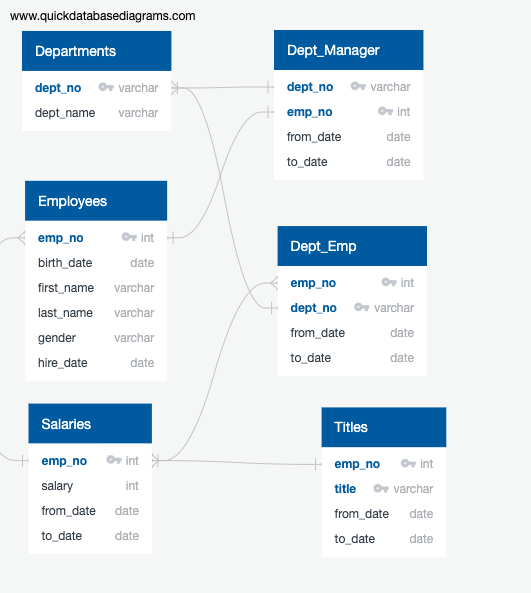 www.quickdatabasediagrams.com
Departments
dept_no varchar
dept_name varchar
Dept_Manager
dept_no varchar
emp_no int
from_date date
to_date date
Employees
emp_no int
birth_date date
first_name varchar
last_name varchar
gender varchar
hire_date date
Dept_Emp
emp_no int
dept_no varchar
from_date date
to_date date
Salaries
emp_no int
salary int
from_date date
to_date date
Titles
emp_no int
title varchar
from_date date
to_date date